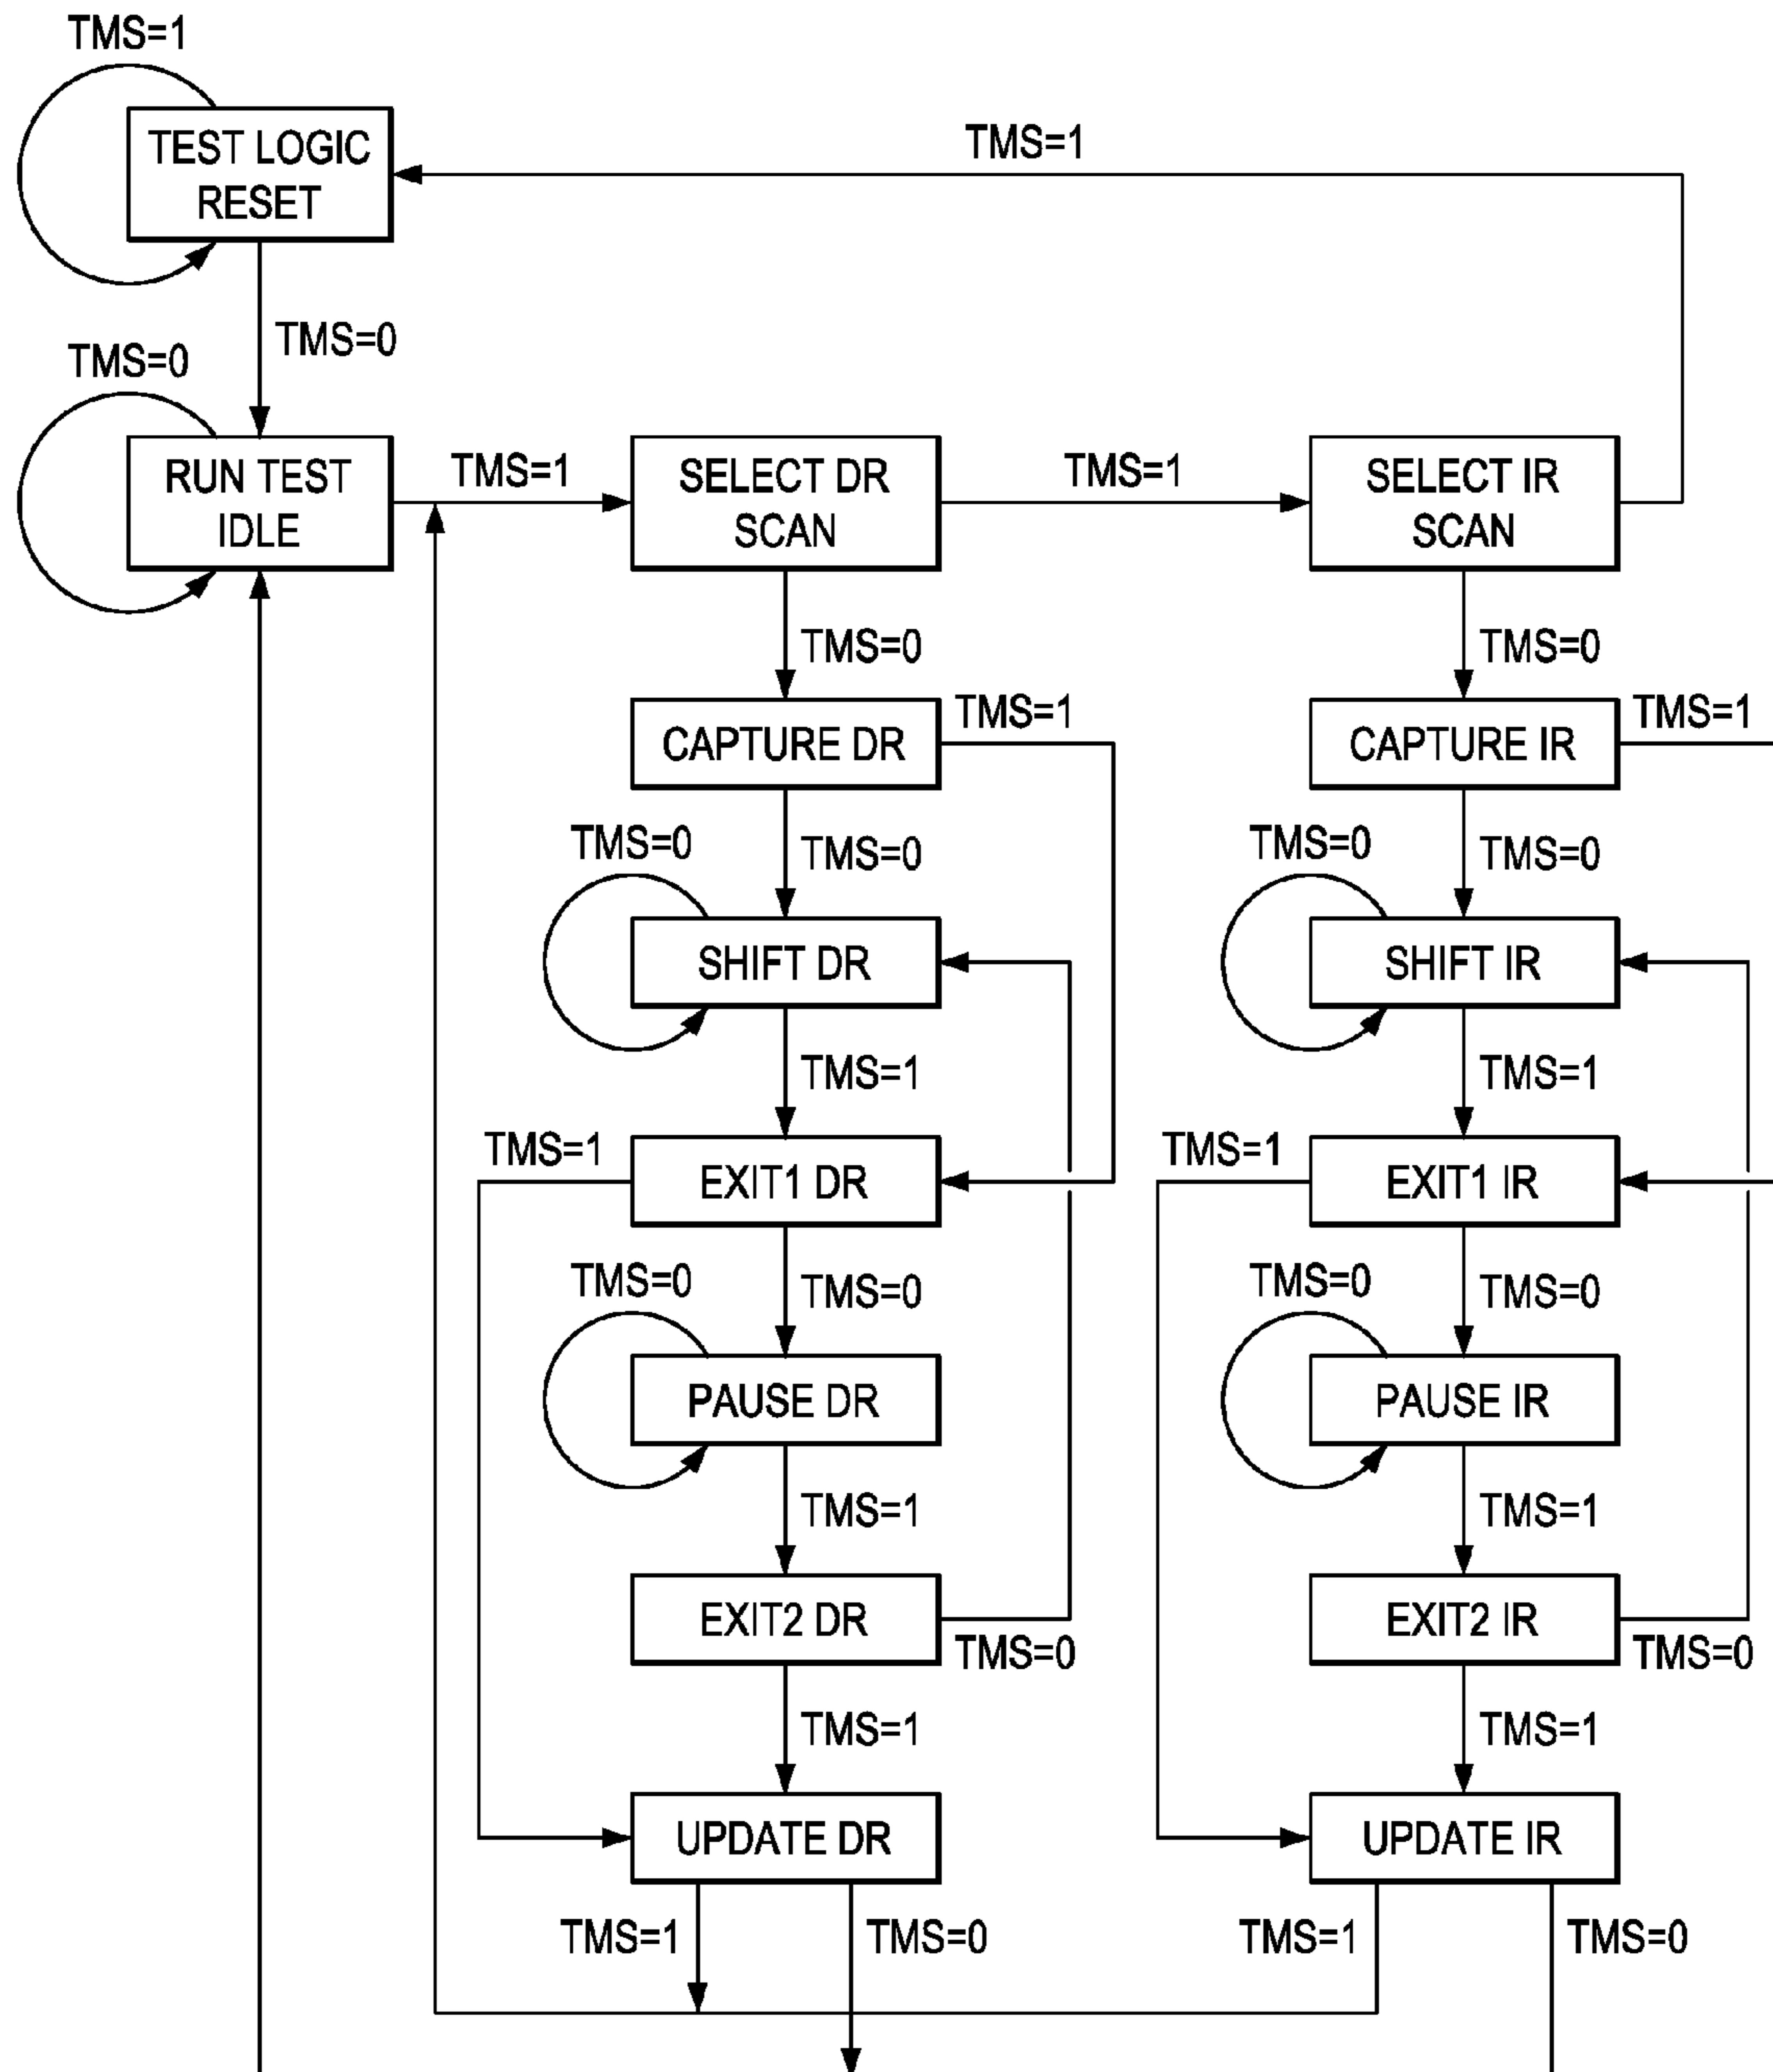 TMS=1
TEST LOGIC
RESET
TMS=1
TMS=0
TMS=0
RUN TEST
IDLE
TMS=1
SELECT DR
SCAN
TMS=1
SELECT IR
SCAN
TMS=0
TMS=0
CAPTURE DR
TMS=1
CAPTURE IR
TMS=1
TMS=0
TMS=0
TMS=0
TMS=0
SHIFT DR
SHIFT IR
TMS=1
TMS=1
TMS=1
EXIT1 DR
TMS=1
EXIT1 IR
TMS=0
TMS=0
TMS=0
TMS=0
PAUSE DR
PAUSE IR
TMS=1
TMS=1
EXIT2 DR
TMS=0
EXIT2 IR
TMS=0
TMS=1
TMS=1
UPDATE DR
UPDATE IR
TMS=1
TMS=0
TMS=1
TMS=0